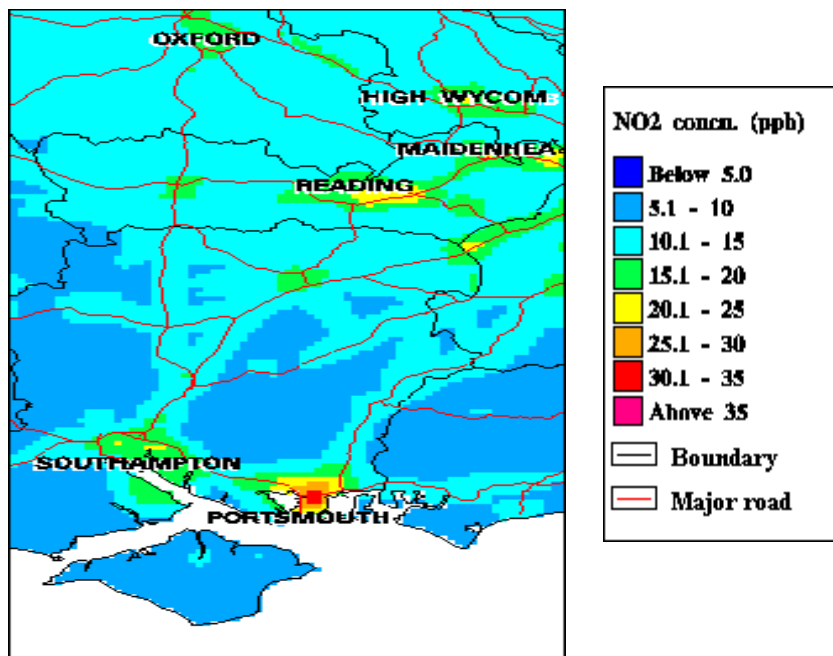 OXFORD
HIGH WYCOMB
MAIDENHEA
READING
SOUTHAMPTON
PORTSMOUTH
NO2 concn. (ppb)
Below 5.0
5.1 - 10
10.1 - 15
15.1 - 20
20.1 - 25
25.1 - 30
30.1 - 35
Above 35
Boundary
Major road